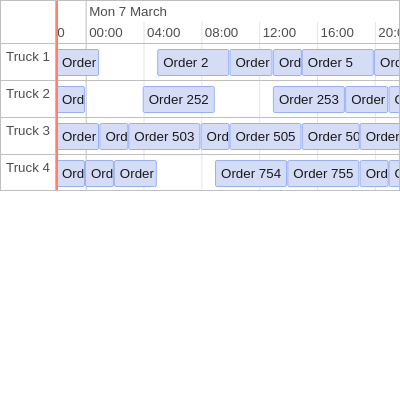 Mon 7 March
0 00:00 04:00 08:00 12:00 16:00 20:
Truck 1 Order Order 2 Order Ord Order 5 Ord
Truck 2 Ord Order 252 Order 253 Order
Truck 3 Order Ord Order 503 Ord Order 505 Order 50 Order
Truck 4 Ord Ord Order Order 754 Order 755 Ord